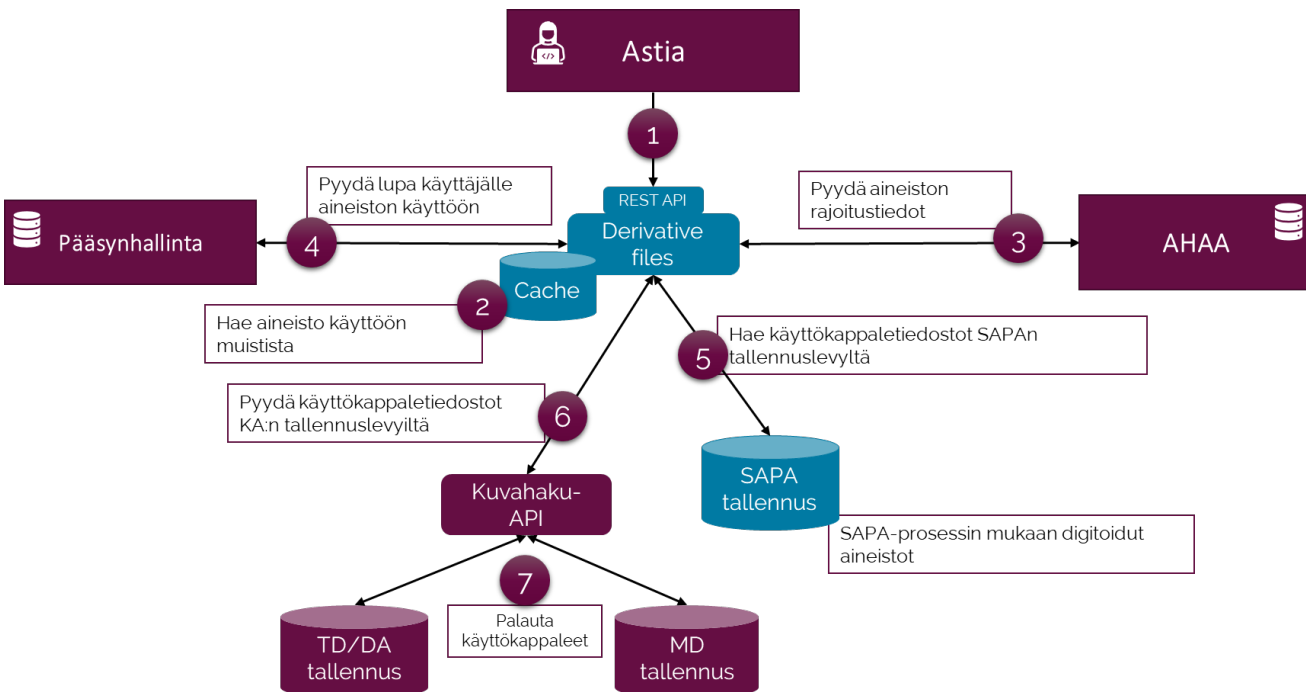 Astia
1
Pyydä lupa käyttäjälle
aineiston käyttöön
REST API
Pyydä aineiston
rajoitustiedot
Pääsynhallinta
4
Derivative
files
3
AHAA
Cache
2
Hae aineisto käyttöön
muistista
Hae käyttökappaletiedostot SAPAn
tallennuslevyltä
5
Pyydä käyttökappaletiedostot
KA:n tallennuslevyiltä
6
SAPA
tallennus
Kuvahaku-
API
SAPA-prosessin mukaan digitoidut
aineistot
7
Palauta
käyttökappaleet
TD/DA
tallennus
MD
tallennus